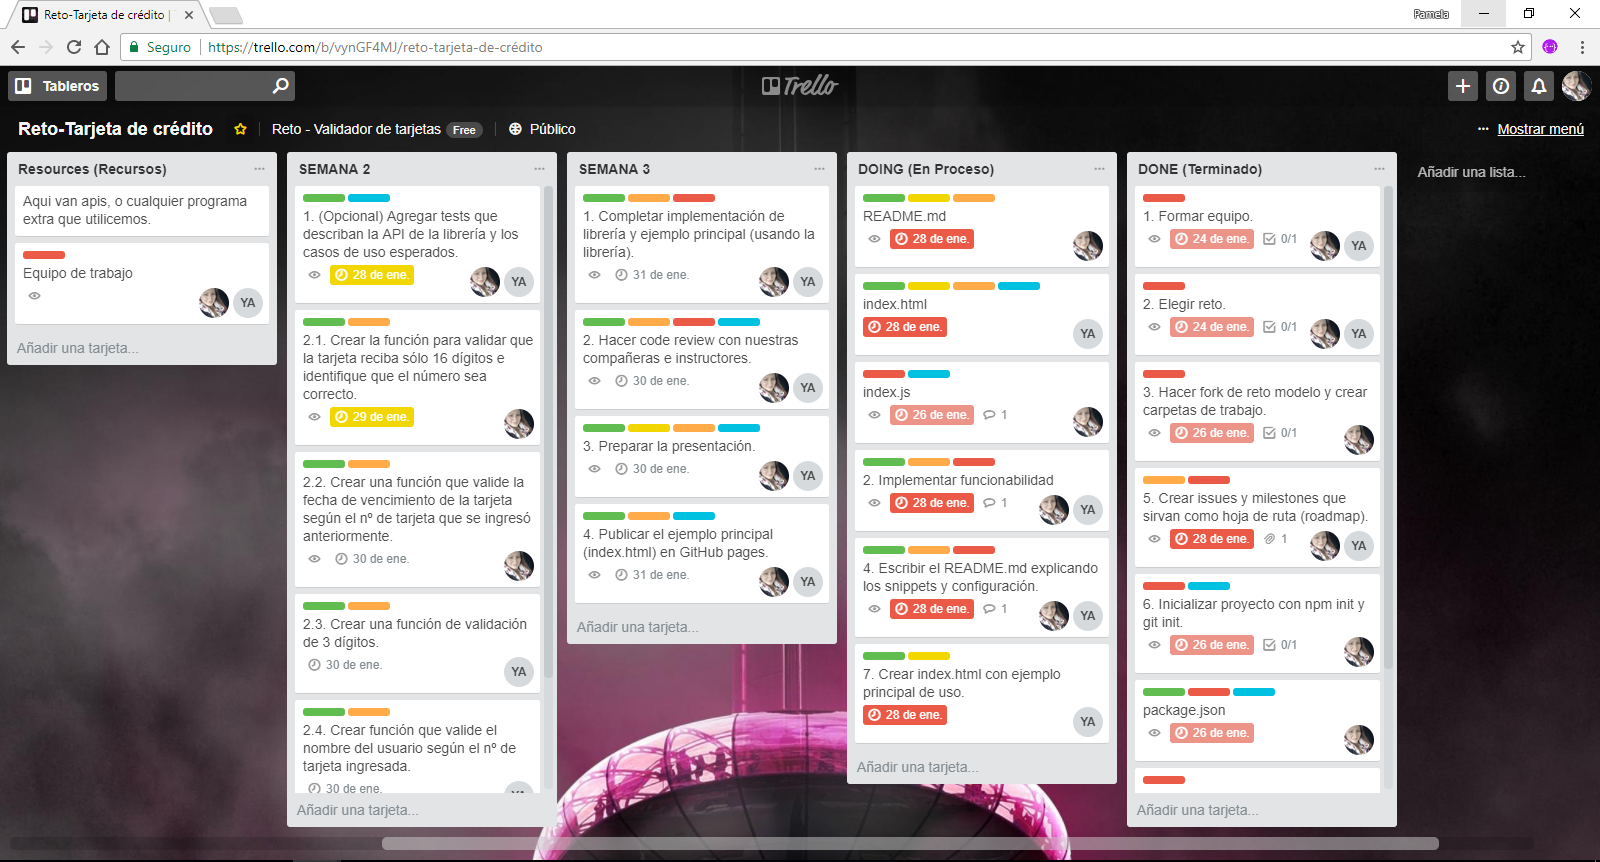 Reto-Tarjeta de crédito |
Pamela
Seguro
https://trello.com/b/vynGF4MJ/reto-tarjeta-de-crédito
Tableros
Trello
Reto-Tarjeta de crédito
Reto - Validador de tarjetas
Free
Público
Mostrar menú
Resources (Recursos)
Aqui van apis, o cualquier programa
extra que utilicemos.
Equipo de trabajo
YA
Añadir una tarjeta...
SEMANA 2
1. (Opcional) Agregar tests que
describan la API de la librería y los
casos de uso esperados.
28 de ene.
YA
2.1. Crear la función para validar que
la tarjeta reciba sólo 16 dígitos e
identifique que el número sea
correcto.
29 de ene.
2.2. Crear una función que valide la
fecha de vencimiento de la tarjeta
según el nº de tarjeta que se ingresó
anteriormente.
30 de ene.
2.3. Crear una función de validación
de 3 dígitos.
30 de ene.
YA
2.4. Crear función que valide el
nombre del usuario según el nº de
tarjeta ingresada.
30 de ene.
YA
Añadir una tarjeta...
SEMANA 3
1. Completar implementación de
librería y ejemplo principal (usando la
librería).
31 de ene.
YA
2. Hacer code review con nuestras
compañeras e instructores.
30 de ene.
YA
3. Preparar la presentación.
30 de ene.
YA
4. Publicar el ejemplo principal
(index.html) en GitHub pages.
31 de ene.
YA
Añadir una tarjeta...
DOING (En Proceso)
README.md
28 de ene.
index.html
28 de ene.
YA
index.js
26 de ene. 1
2. Implementar funcionabilidad
28 de ene. 1
YA
4. Escribir el README.md explicando
los snippets y configuración.
28 de ene. 1
YA
7. Crear index.html con ejemplo
principal de uso.
28 de ene.
YA
Añadir una tarjeta...
DONE (Terminado)
1. Formar equipo.
24 de ene. 0/1
YA
2. Elegir reto.
24 de ene. 0/1
YA
3. Hacer fork de reto modelo y crear
carpetas de trabajo.
26 de ene. 0/1
5. Crear issues y milestones que
sirvan como hoja de ruta (roadmap).
28 de ene. 1
YA
6. Inicializar proyecto con npm init y
git init.
26 de ene. 0/1
package.json
26 de ene.
Añadir una tarjeta...
Añadir una lista...